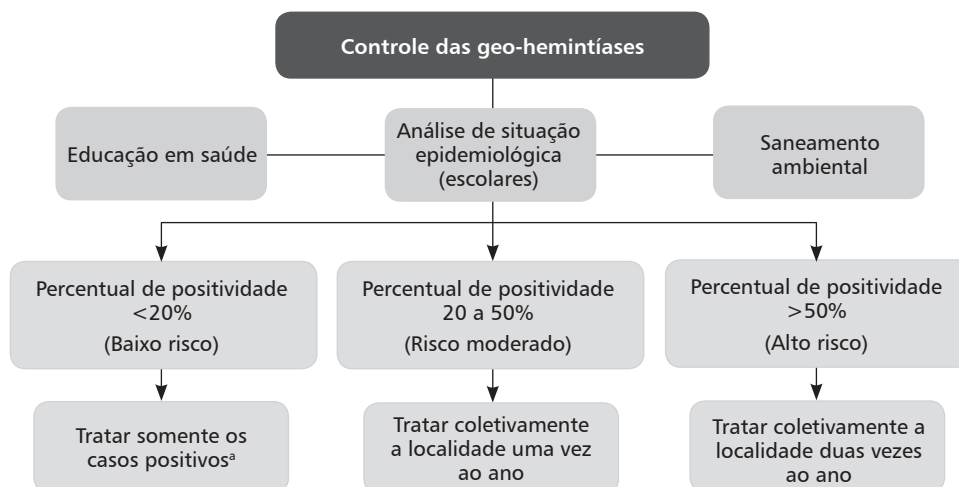 Controle das geo-hemintíases
Educação em saúde
Análise de situação
epidemiológica
(escolares)
Saneamento
ambiental
Percentual de positividade
<20%
(Baixo risco)
Percentual de positividade
20 a 50%
(Risco moderado)
Percentual de positividade
>50%
(Alto risco)
Tratar somente os
casos positivosª
Tratar coletivamente
a localidade uma vez
ao ano
Tratar coletivamente a
localidade duas vezes
ao ano